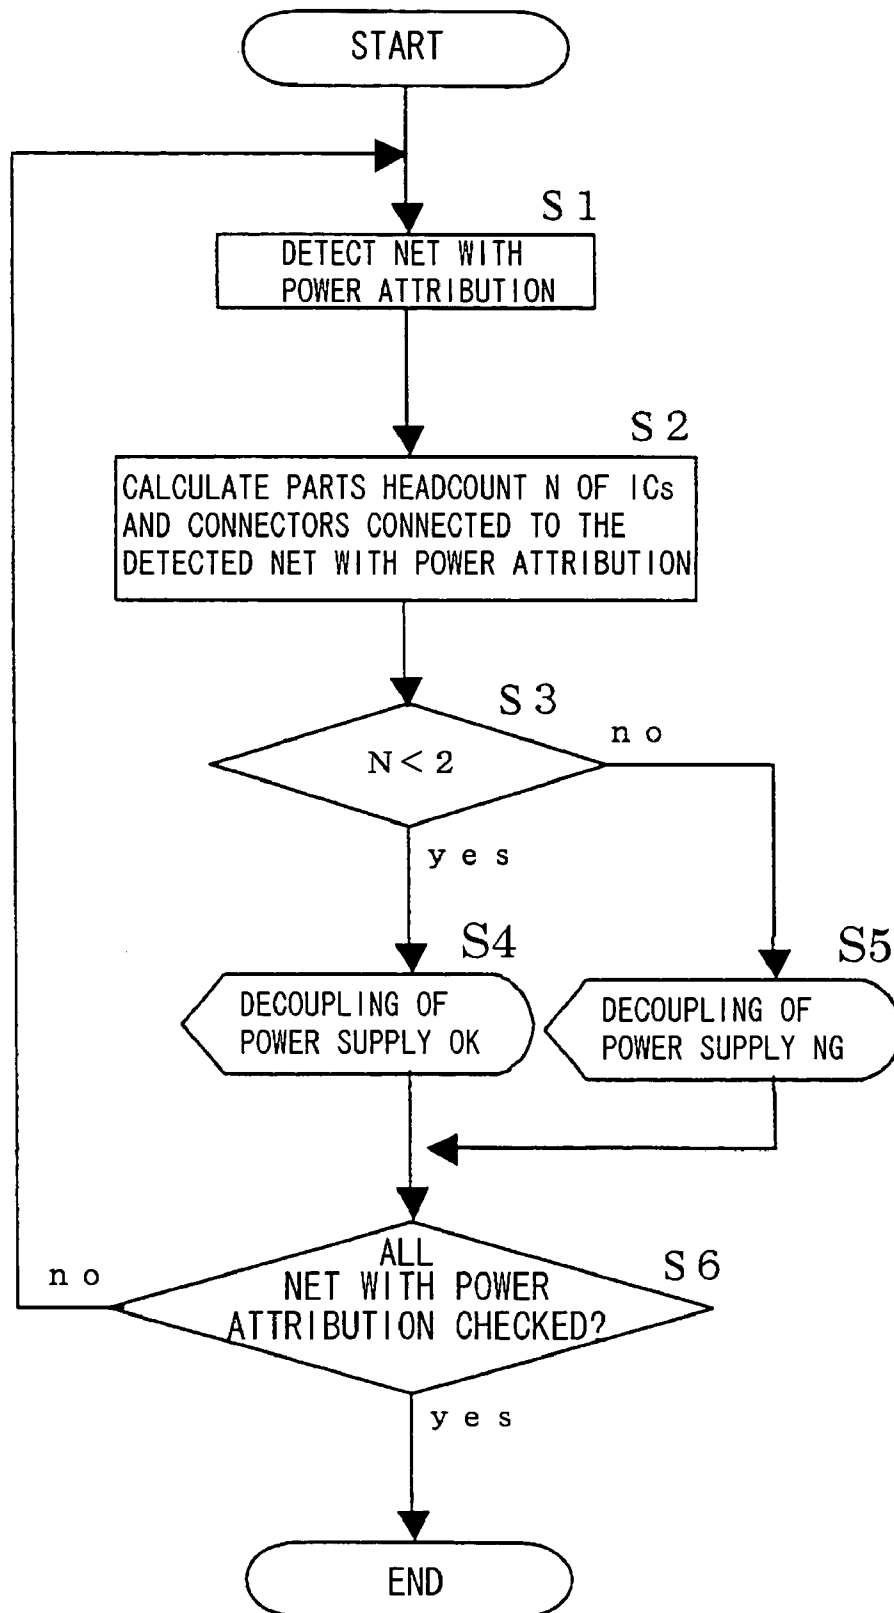 START
S1
DETECT NET WITH
POWER ATTRIBUTION
S2
CALCULATE PARTS HEADCOUNT N OF ICs
AND CONNECTORS CONNECTED TO THE
DETECTED NET WITH POWER ATTRIBUTION
S3
no
N<2
yes
S4
S5
DECOUPLING OF
POWER SUPPLY OK
DECOUPLING OF
POWER SUPPLY NG
S6
no
ALL
NET WITH POWER
ATTRIBUTION CHECKED?
yes
END